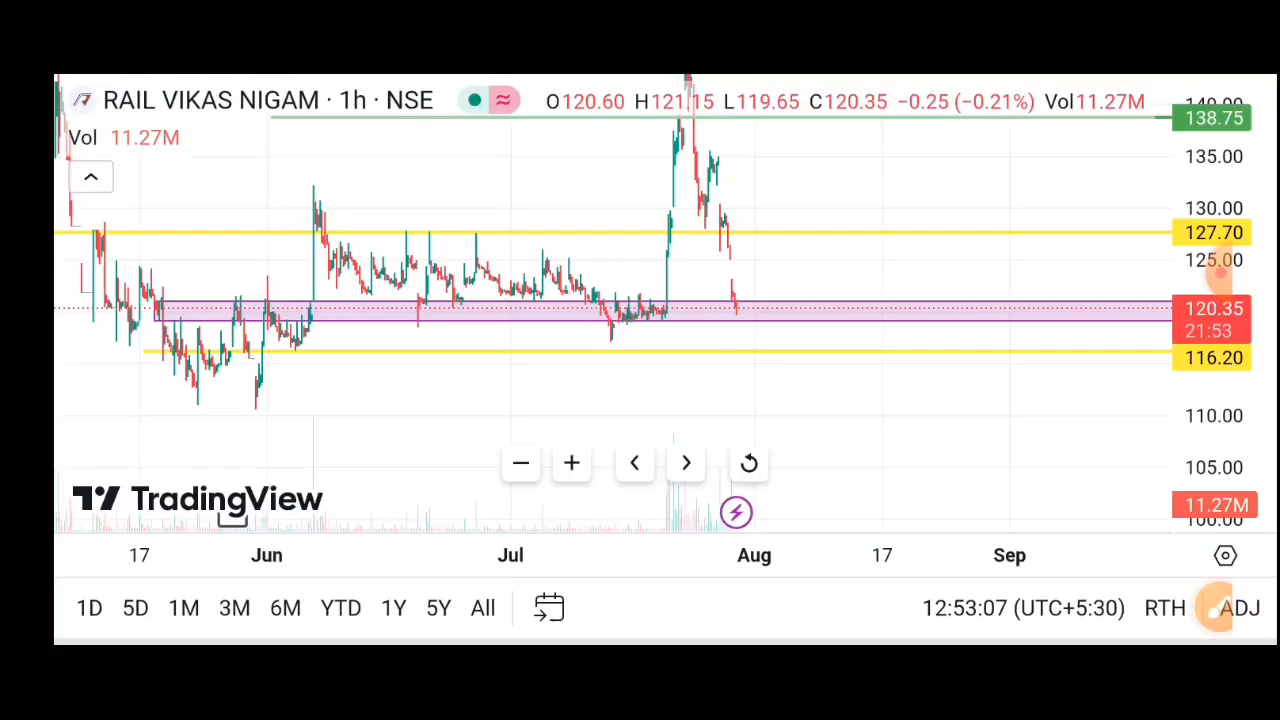 RAIL VIKAS NIGAM · 1h · NSE
O120.60 H121.15 L119.65 C120.35 −0.25 (−0.21%) Vol11.27M
Vol 11.27M
140.00
138.75
135.00
130.00
127.70
125.00
120.35
21:53
116.20
110.00
105.00
11.27M
100.00
TradingView
17 Jun Jul Aug 17 Sep
1D 5D 1M 3M 6M YTD 1Y 5Y All
12:53:07 (UTC+5:30) RTH ADJ